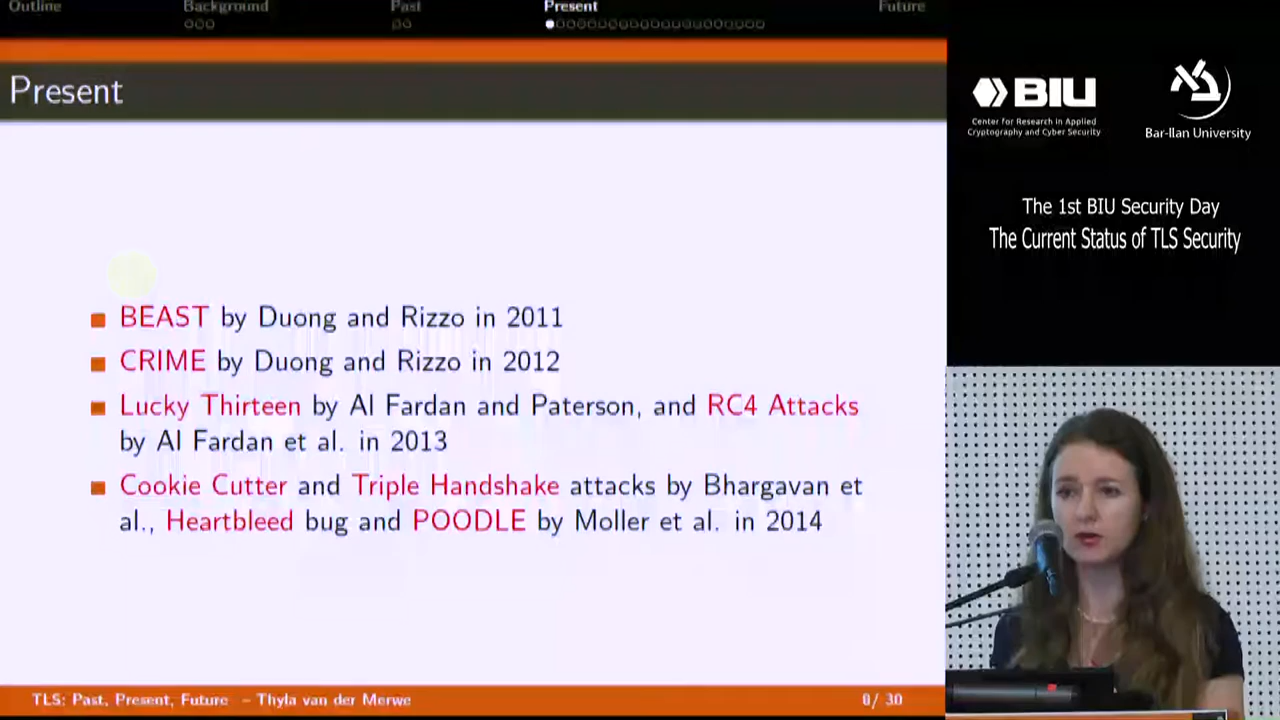 Outline Background Past Present Future
Present
BEAST by Duong and Rizzo in 2011
CRIME by Duong and Rizzo in 2012
Lucky Thirteen by Al Fardan and Paterson, and RC4 Attacks
by Al Fardan et al. in 2013
Cookie Cutter and Triple Handshake attacks by Bhargavan et
al., Heartbleed bug and POODLE by Moller et al. in 2014
TLS: Past, Present, Future – Thyla van der Merwe 8/ 30
BIU
Center for Research in Applied
Cryptography and Cyber Security
Bar-Ilan University
The 1st BIU Security Day
The Current Status of TLS Security